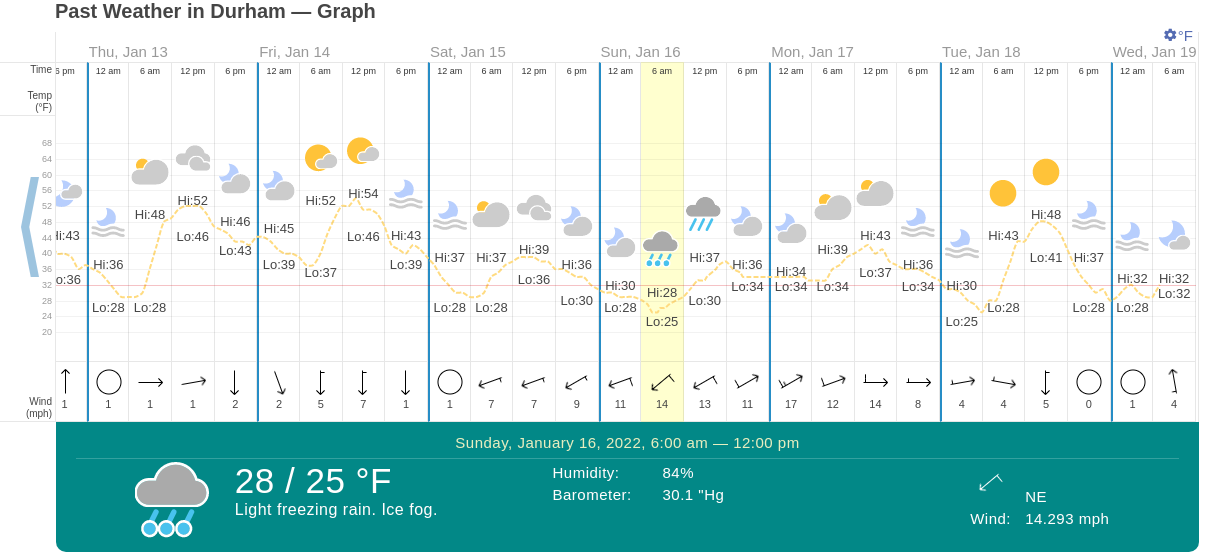 Past Weather in Durham — Graph
°F
Thu, Jan 13 Fri, Jan 14 Sat, Jan 15 Sun, Jan 16 Mon, Jan 17 Tue, Jan 18 Wed, Jan 19
Time 6 pm 12 am 6 am 12 pm 6 pm 12 am 6 am 12 pm 6 pm 12 am 6 am 12 pm 6 pm 12 am 6 am 12 pm 6 pm 12 am 6 am 12 pm 6 pm 12 am 6 am 12 pm 6 pm 12 am 6 am
Temp
(°F)
68
64
60
56
52
48
44
40
36
32
28
24
20
Hi:43 Hi:36 Hi:48 Hi:52 Hi:46 Hi:45 Hi:52 Hi:54 Hi:43 Hi:37 Hi:37 Hi:39 Hi:36 Hi:30 Hi:28 Hi:37 Hi:36 Hi:34 Hi:39 Hi:43 Hi:36 Hi:30 Hi:43 Hi:48 Hi:37 Hi:32 Hi:32
Lo:36 Lo:28 Lo:28 Lo:46 Lo:43 Lo:39 Lo:37 Lo:46 Lo:39 Lo:28 Lo:28 Lo:36 Lo:30 Lo:28 Lo:25 Lo:30 Lo:34 Lo:34 Lo:34 Lo:37 Lo:34 Lo:25 Lo:28 Lo:41 Lo:28 Lo:28 Lo:32
Wind
(mph)
1 1 1 1 2 2 5 7 1 1 7 7 9 11 14 13 11 17 12 14 8 4 4 5 0 1 4
Sunday, January 16, 2022, 6:00 am — 12:00 pm
28 / 25 °F
Light freezing rain. Ice fog.
Humidity: 84%
Barometer: 30.1 "Hg
NE
Wind: 14.293 mph